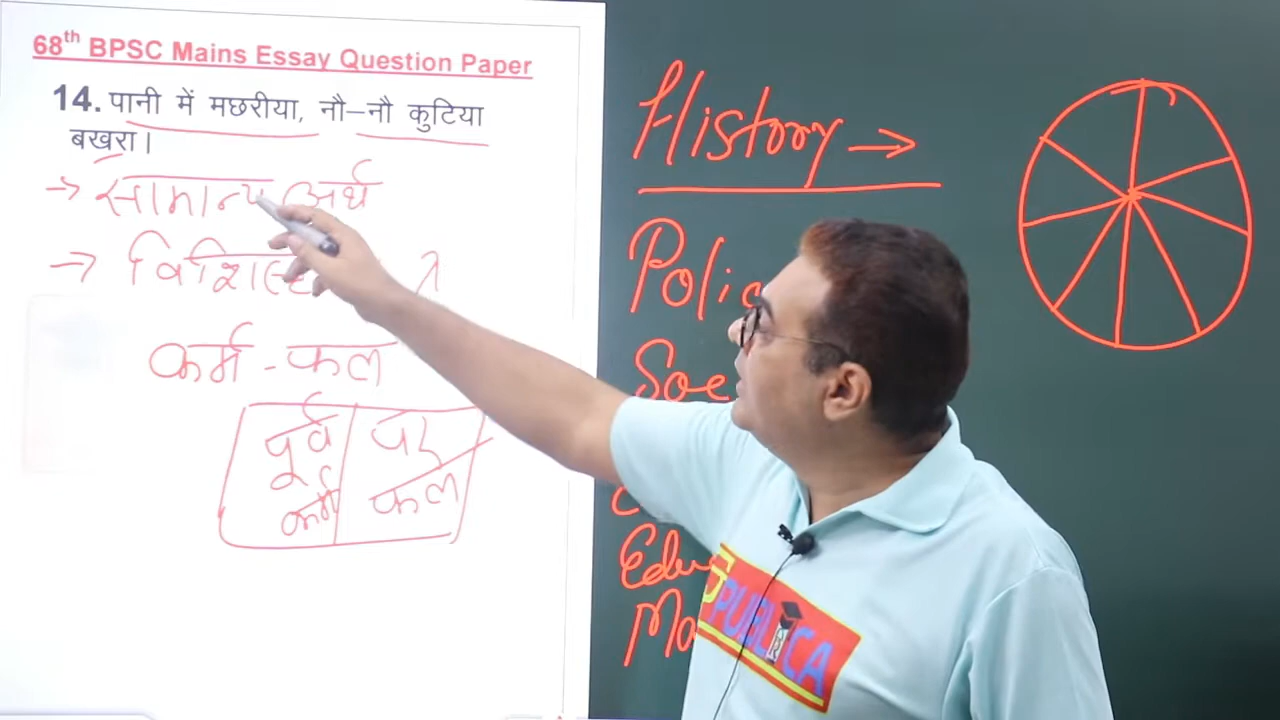 68th BPSC Mains Essay Question Paper
14. पानी में मछरीया, नौ–नौ कुटिया
बखरा।
→ सामान्य अर्थ
→
कर्म - फल
पूर्व पर
कर्म फल
History →
Polic
Soc
Edu
Mo
PUBLICA